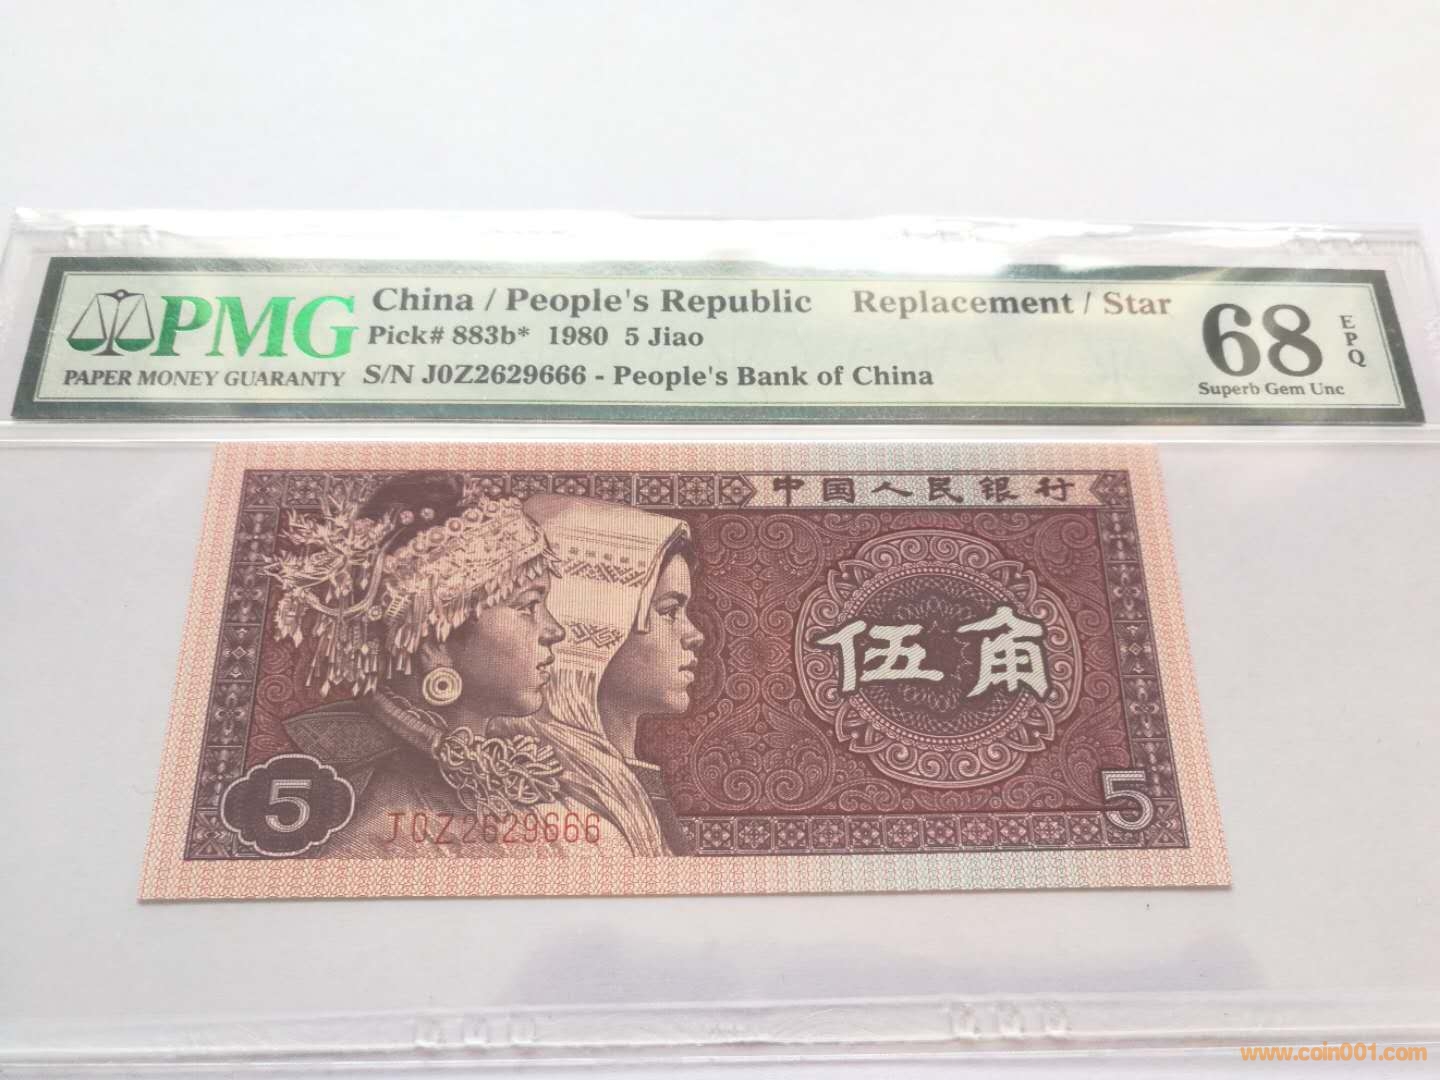 PMG
PAPER MONEY GUARANTY
China / People's Republic Replacement / Star
Pick# 883b* 1980 5 Jiao
S/N J0Z2629666 - People's Bank of China
68 EPQ
Superb Gem Unc
中国人民银行
伍角
5 5
J0Z2629666
www.coin001.com